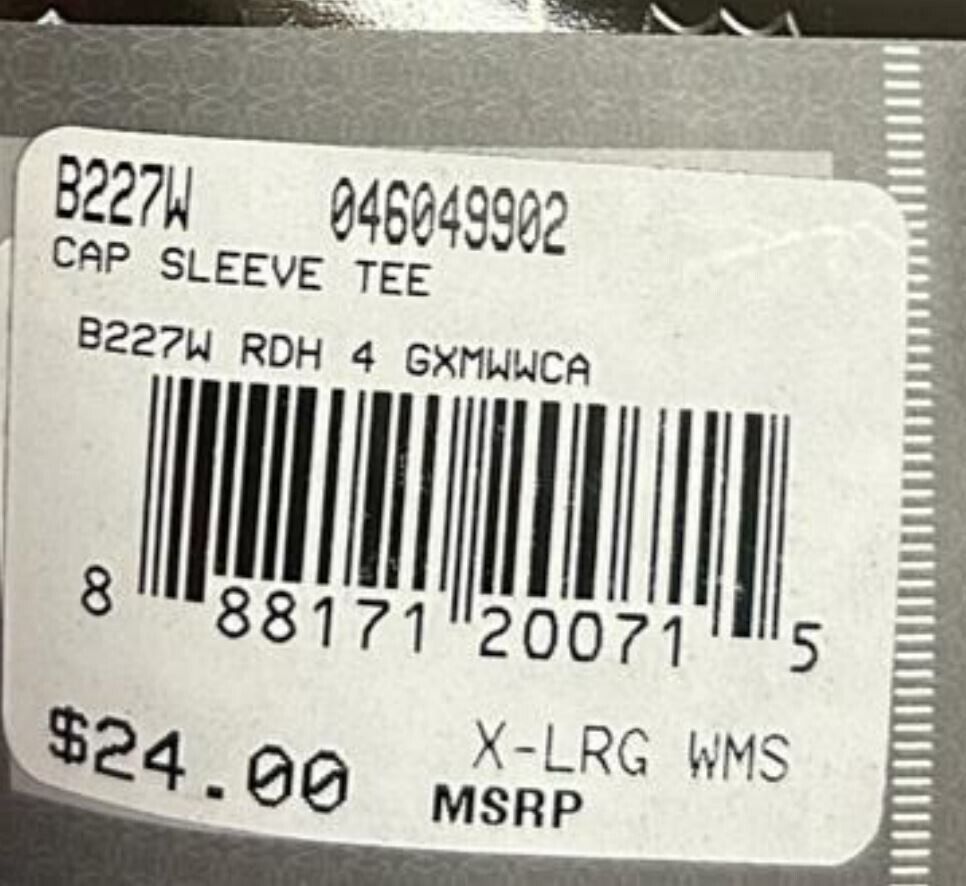 B227W 046049902
CAP SLEEVE TEE
B227W RDH 4 GXMWWCA
8 88171 20071 5
$24.00 X-LRG WMS
MSRP